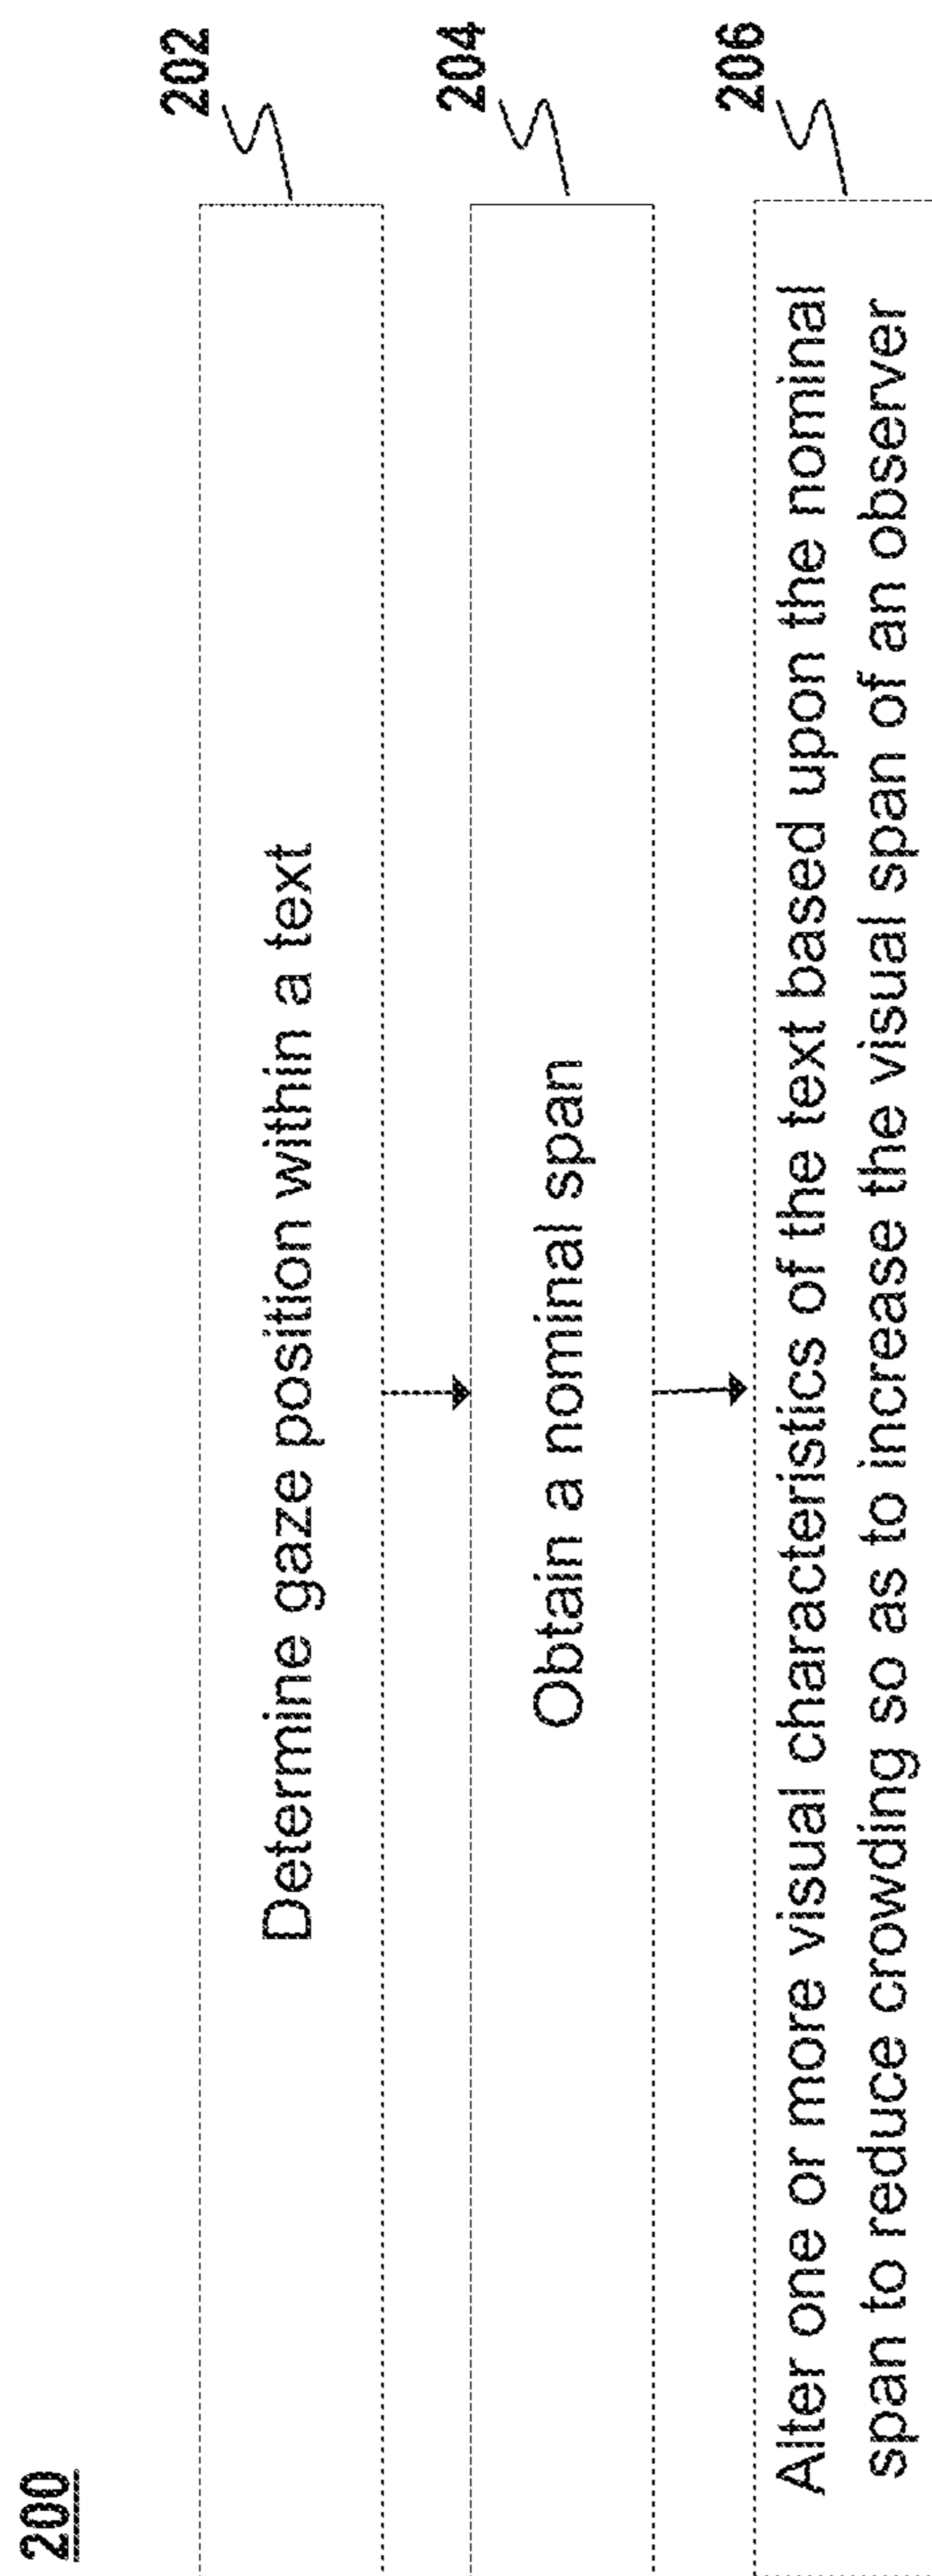 200
202
Determine gaze position within a text
204
Obtain a nominal span
206
Alter one or more visual characteristics of the text based upon the nominal
span to reduce crowding so as to increase the visual span of an observer